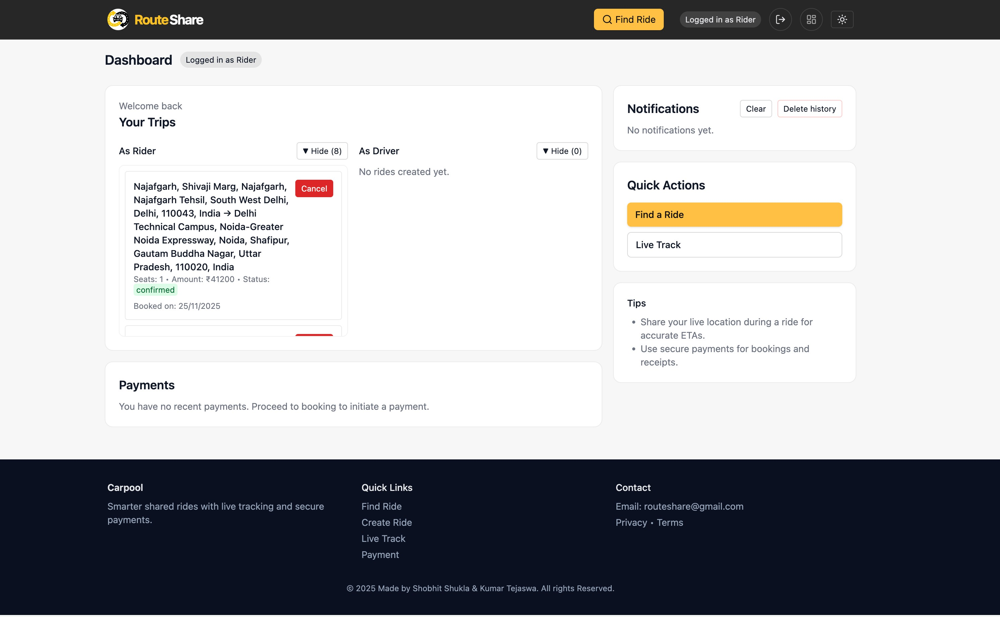 RouteShare
Find Ride
Logged in as Rider
Dashboard
Logged in as Rider
Welcome back
Your Trips
As Rider
▼ Hide (8)
Najafgarh, Shivaji Marg, Najafgarh,
Najafgarh Tehsil, South West Delhi,
Delhi, 110043, India → Delhi
Technical Campus, Noida-Greater
Noida Expressway, Noida, Shafipur,
Gautam Buddha Nagar, Uttar
Pradesh, 110020, India
Cancel
Seats: 1 • Amount: ₹41200 • Status:
confirmed
Booked on: 25/11/2025
As Driver
▼ Hide (0)
No rides created yet.
Payments
You have no recent payments. Proceed to booking to initiate a payment.
Notifications
Clear
Delete history
No notifications yet.
Quick Actions
Find a Ride
Live Track
Tips
• Share your live location during a ride for
accurate ETAs.
• Use secure payments for bookings and
receipts.
Carpool
Smarter shared rides with live tracking and secure
payments.
Quick Links
Find Ride
Create Ride
Live Track
Payment
Contact
Email: routeshare@gmail.com
Privacy • Terms
© 2025 Made by Shobhit Shukla & Kumar Tejaswa. All rights Reserved.